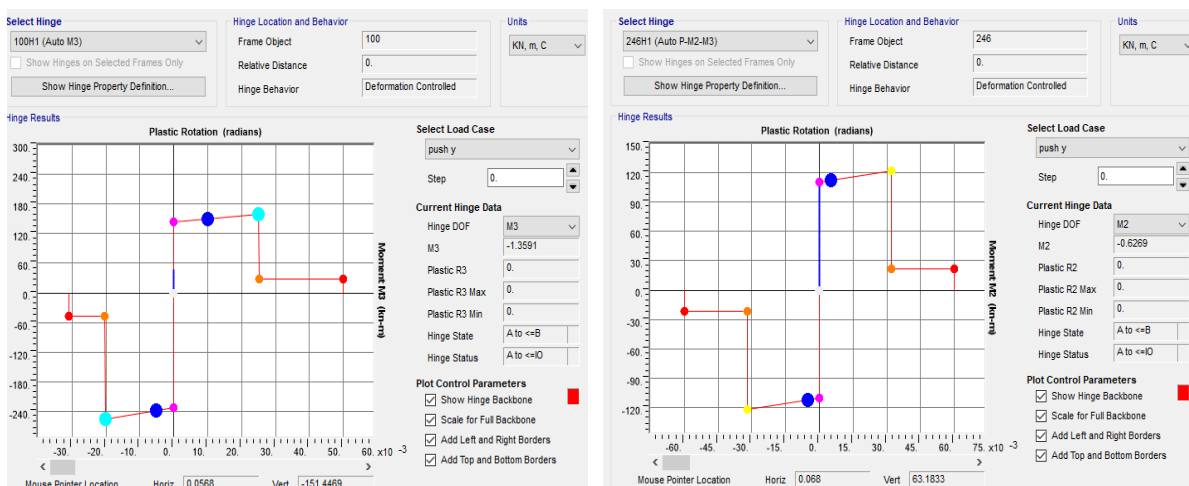 Select Hinge
100H1 (Auto M3)
Show Hinges on Selected Frames Only
Show Hinge Property Definition...
Hinge Location and Behavior
Frame Object 100
Relative Distance 0.
Hinge Behavior Deformation Controlled
Units
KN, m, C
Hinge Results
Plastic Rotation (radians)
300.
240.
180.
120.
60.
0.
-60.
-120.
-180.
-240.
-30. -20. -10. 0. 10. 20. 30. 40. 50. 60. x10 -3
Moment M3 (kn-m)
Mouse Pointer Location Horiz 0.0568 Vert -151.4469
Select Load Case
push y
Step 0.
Current Hinge Data
Hinge DOF M3
M3 -1.3591
Plastic R3 0.
Plastic R3 Max 0.
Plastic R3 Min 0.
Hinge State A to <=B
Hinge Status A to <=IO
Plot Control Parameters
Show Hinge Backbone
Scale for Full Backbone
Add Left and Right Borders
Add Top and Bottom Borders
Select Hinge
246H1 (Auto P-M2-M3)
Show Hinges on Selected Frames Only
Show Hinge Property Definition...
Hinge Location and Behavior
Frame Object 246
Relative Distance 0.
Hinge Behavior Deformation Controlled
Units
KN, m, C
Hinge Results
Plastic Rotation (radians)
150.
120.
90.
60.
30.
0.
-30.
-60.
-90.
-120.
-60. -45. -30. -15. 0. 15. 30. 45. 60. 75. x10 -3
Moment M2 (kn-m)
Mouse Pointer Location Horiz 0.068 Vert 63.1833
Select Load Case
push y
Step 0.
Current Hinge Data
Hinge DOF M2
M2 -0.6269
Plastic R2 0.
Plastic R2 Max 0.
Plastic R2 Min 0.
Hinge State A to <=B
Hinge Status A to <=IO
Plot Control Parameters
Show Hinge Backbone
Scale for Full Backbone
Add Left and Right Borders
Add Top and Bottom Borders